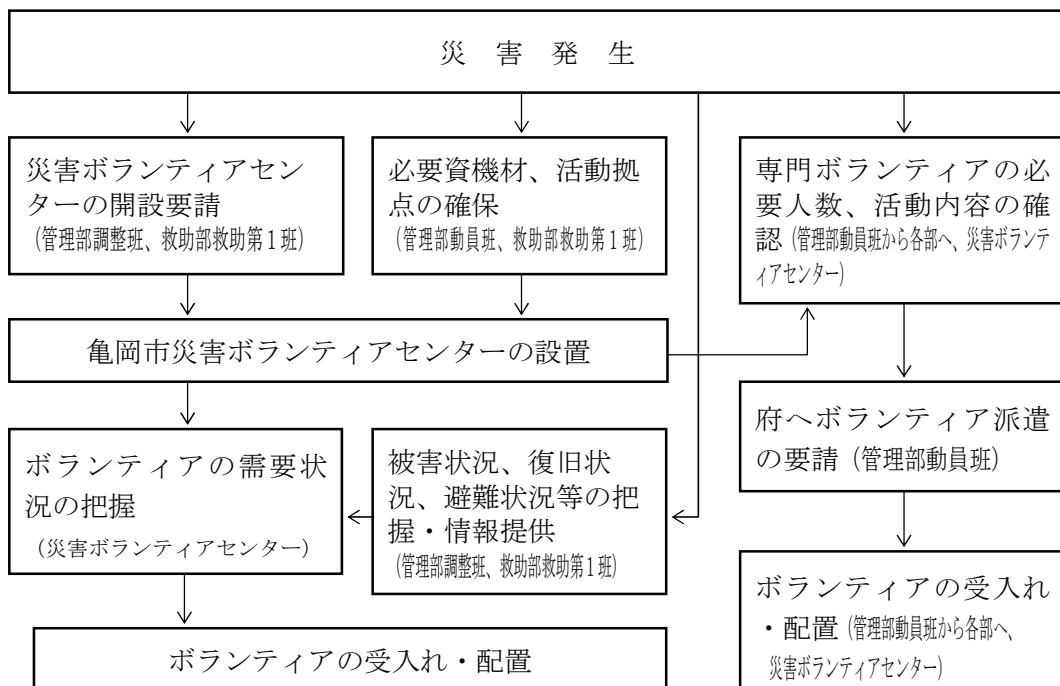 災　害　発　生
災害ボランティアセン
ターの開設要請
（管理部調整班、救助部救助第１班）
必要資機材、活動拠
点の確保
（管理部動員班、救助部救助第１班）
専門ボランティアの必
要人数、活動内容の確
認（管理部動員班から各部へ、災害ボランテ
ィアセンター）
亀岡市災害ボランティアセンターの設置
ボランティアの需要状
況の把握
（災害ボランティアセンター）
被害状況、復旧状
況、避難状況等の把
握・情報提供
（管理部調整班、救助部救助第１班）
府へボランティア派遣
の要請（管理部動員班）
ボランティアの受入れ・配置
ボランティアの受入れ
・配置（管理部動員班から各部へ、
災害ボランティアセンター）